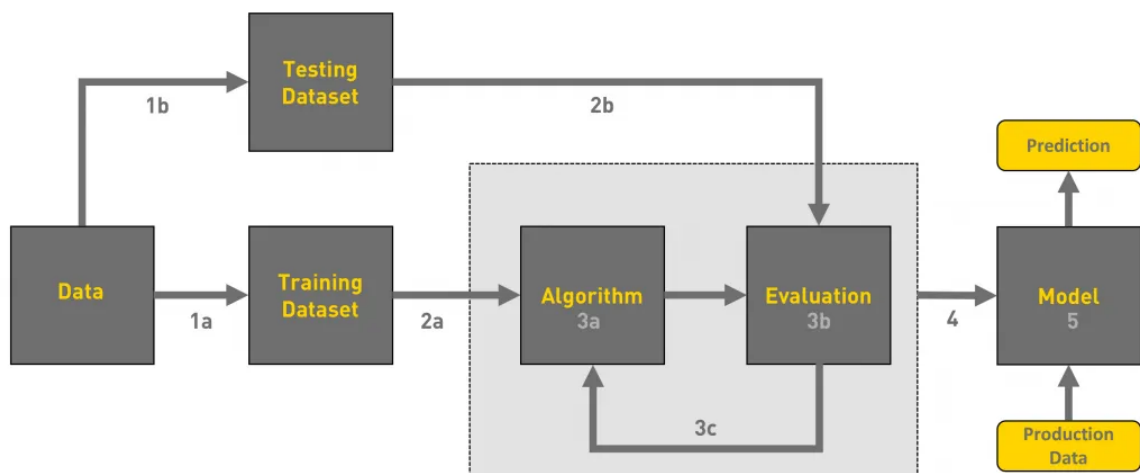 Testing
Dataset
1b
2b
Prediction
Data
1a
Training
Dataset
2a
Algorithm
3a
Evaluation
3b
4
Model
5
3c
Production
Data